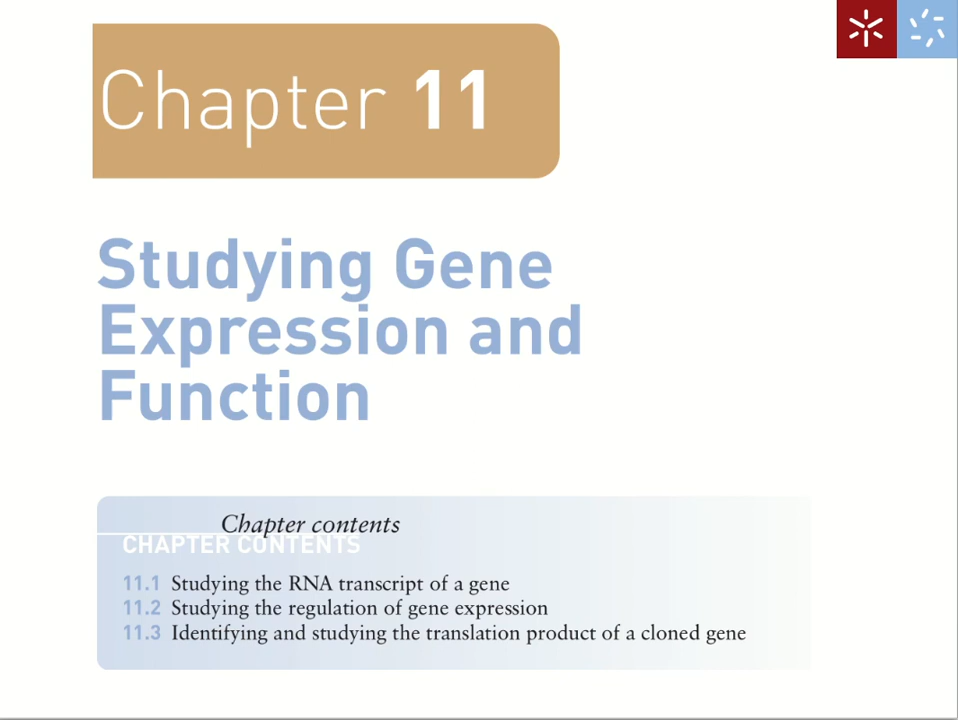 Chapter 11
Studying Gene
Expression and
Function
Chapter contents
CHAPTER CONTENTS
11.1 Studying the RNA transcript of a gene
11.2 Studying the regulation of gene expression
11.3 Identifying and studying the translation product of a cloned gene